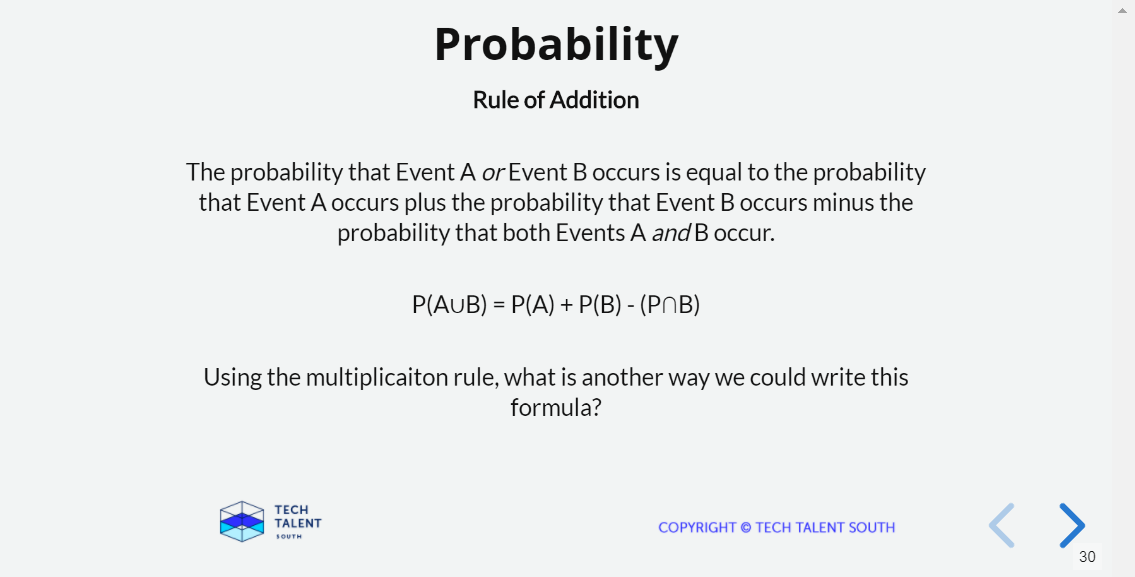 Probability
Rule of Addition
The probability that Event A or Event B occurs is equal to the probability
that Event A occurs plus the probability that Event B occurs minus the
probability that both Events A and B occur.
P(A∪B) = P(A) + P(B) - (P∩B)
Using the multiplicaiton rule, what is another way we could write this
formula?
TECH
TALENT
SOUTH
COPYRIGHT © TECH TALENT SOUTH
30